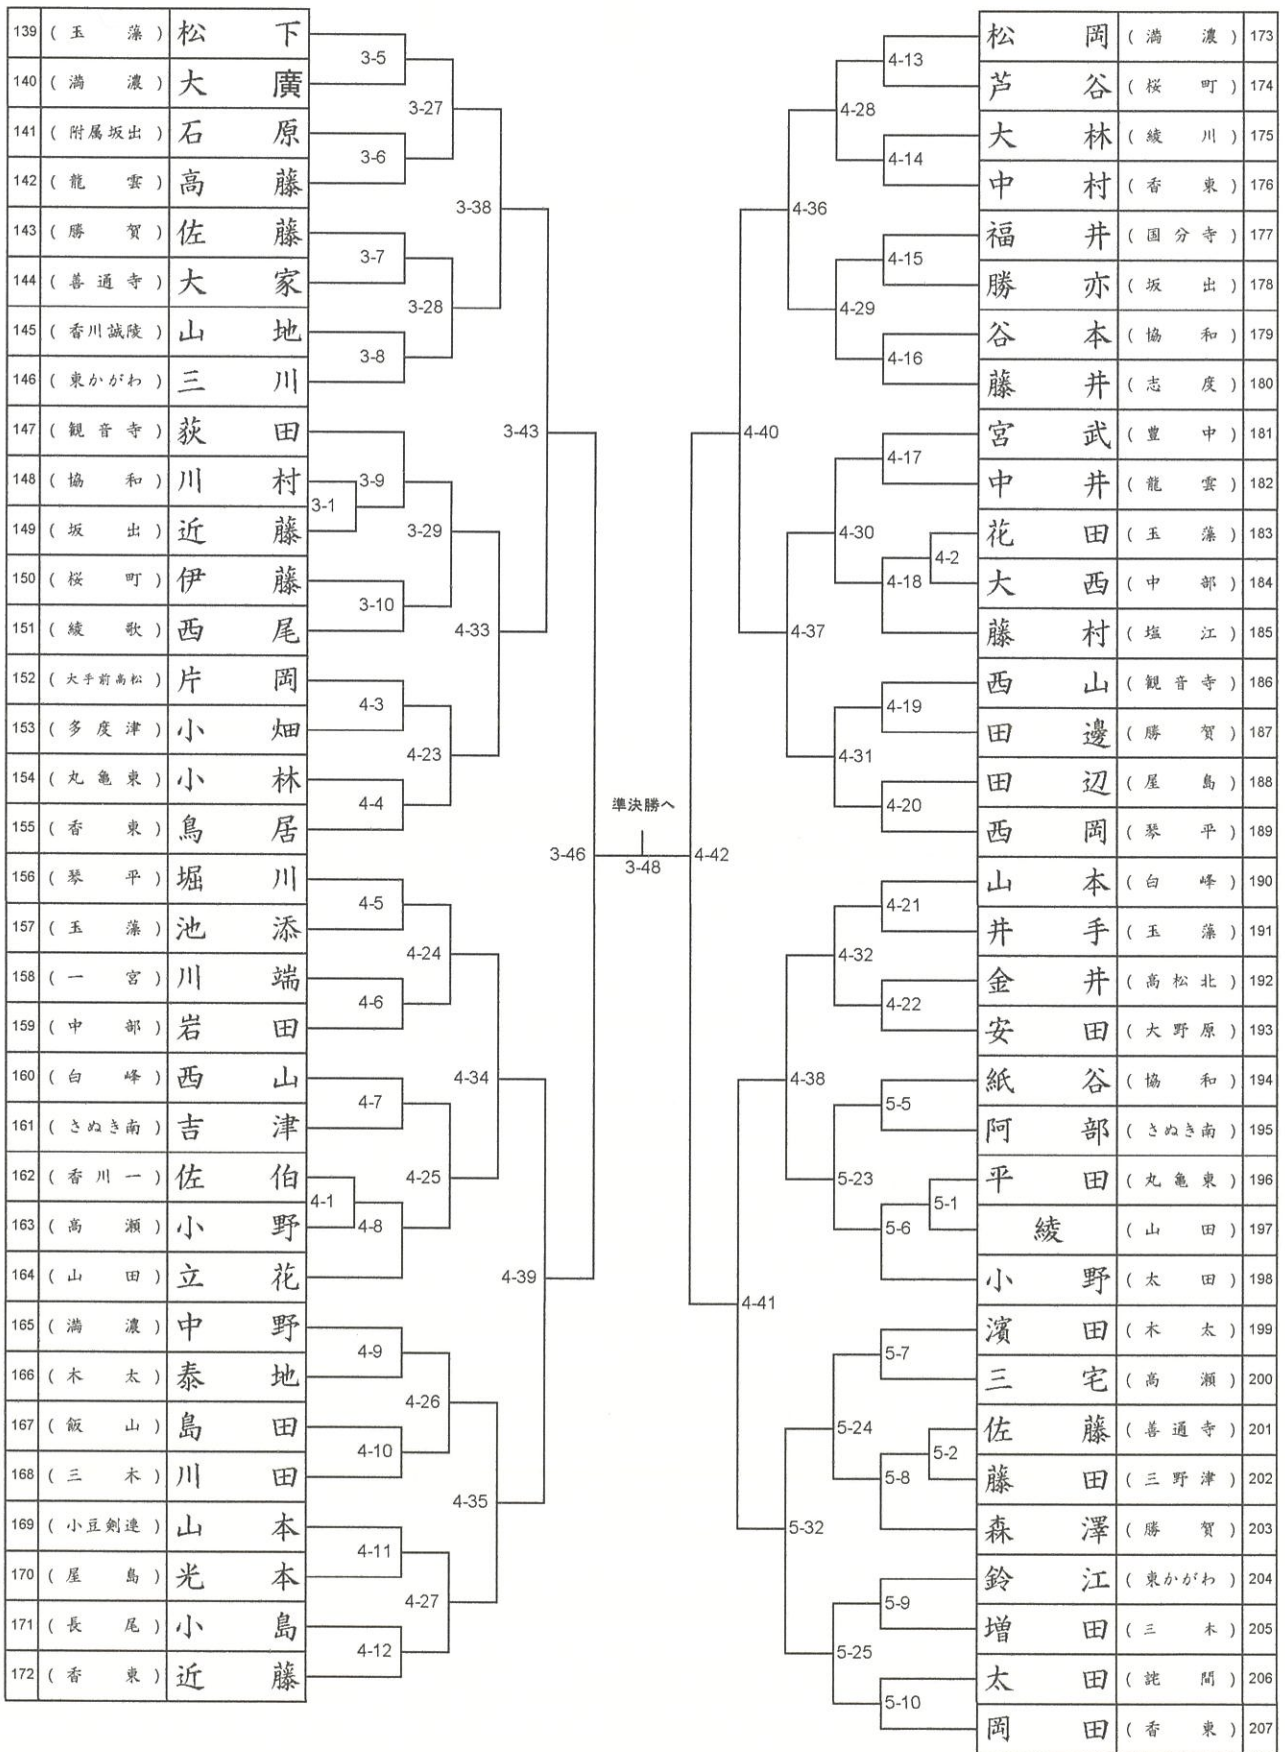 139 (玉藻) 松下
140 (満濃) 大廣
141 (附属坂出) 石原
142 (龍雲) 高藤
143 (勝賀) 佐藤
144 (善通寺) 大家
145 (香川誠陵) 山地
146 (東かがわ) 三川
147 (観音寺) 荻田
148 (協和) 川村
149 (坂出) 近藤
150 (桜町) 伊藤
151 (綾歌) 西尾
152 (大手前高松) 片岡
153 (多度津) 小畑
154 (丸亀東) 小林
155 (香東) 鳥居
156 (琴平) 堀川
157 (玉藻) 池添
158 (一宮) 川端
159 (中部) 岩田
160 (白峰) 西山
161 (さぬき南) 吉津
162 (香川一) 佐伯
163 (高瀬) 小野
164 (山田) 立花
165 (満濃) 中野
166 (木太) 泰地
167 (飯山) 島田
168 (三木) 川田
169 (小豆剣連) 山本
170 (屋島) 光本
171 (長尾) 小島
172 (香東) 近藤
3-5
3-6
3-7
3-8
3-1
3-9
3-10
4-3
4-4
4-5
4-6
4-7
4-1
4-8
4-9
4-10
4-11
4-12
3-27
3-28
3-29
4-23
4-24
4-25
4-26
4-27
3-38
4-33
4-34
4-35
3-43
4-39
3-46
準決勝へ
3-48
4-42
4-40
4-41
4-36
4-37
4-38
5-32
4-28
4-29
4-30
4-31
4-32
5-23
5-24
5-25
4-13
4-14
4-15
4-16
4-17
4-18
4-2
4-19
4-20
4-21
4-22
5-5
5-6
5-1
5-7
5-8
5-2
5-9
5-10
松岡 (満濃) 173
芦谷 (桜町) 174
大林 (綾川) 175
中村 (香東) 176
福井 (国分寺) 177
勝亦 (坂出) 178
谷本 (協和) 179
藤井 (志度) 180
宮武 (豊中) 181
中井 (龍雲) 182
花田 (玉藻) 183
大西 (中部) 184
藤村 (塩江) 185
西山 (観音寺) 186
田邊 (勝賀) 187
田辺 (屋島) 188
西岡 (琴平) 189
山本 (白峰) 190
井手 (玉藻) 191
金井 (高松北) 192
安田 (大野原) 193
紙谷 (協和) 194
阿部 (さぬき南) 195
平田 (丸亀東) 196
綾 (山田) 197
小野 (太田) 198
濱田 (木太) 199
三宅 (高瀬) 200
佐藤 (善通寺) 201
藤田 (三野津) 202
森澤 (勝賀) 203
鈴江 (東かがわ) 204
増田 (三木) 205
太田 (詫間) 206
岡田 (香東) 207